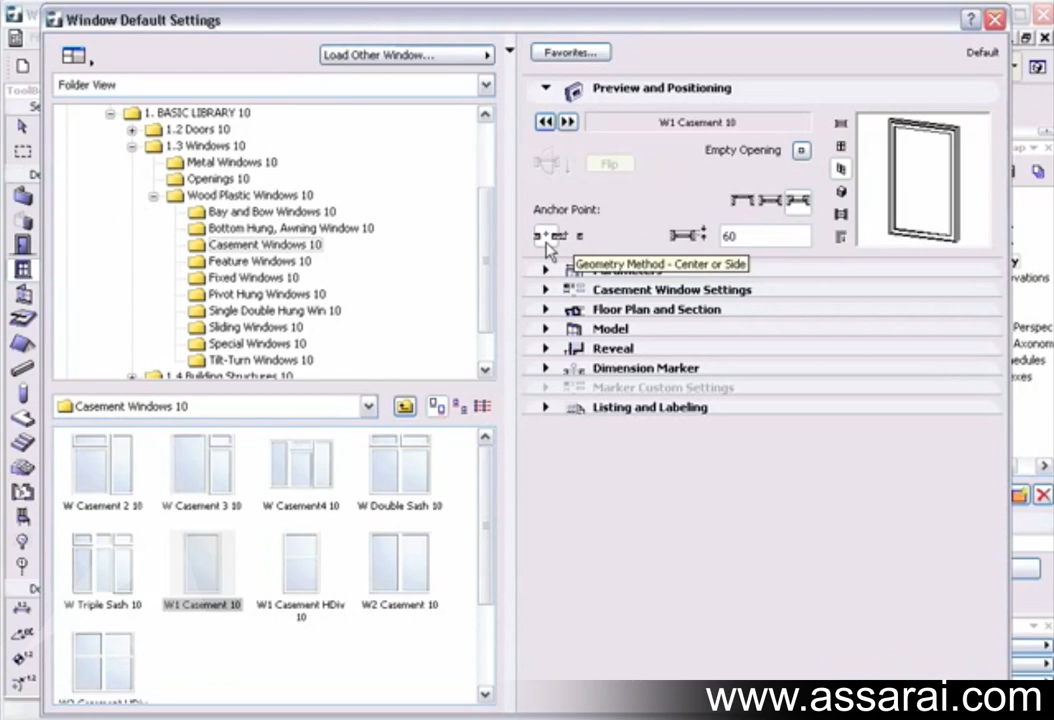 Window Default Settings
Load Other Window...
Favorites...
Default
Folder View
Preview and Positioning
1. BASIC LIBRARY 10
1.2 Doors 10
1.3 Windows 10
Metal Windows 10
Openings 10
Wood Plastic Windows 10
Bay and Bow Windows 10
Bottom Hung, Awning Window 10
Casement Windows 10
Feature Windows 10
Fixed Windows 10
Pivot Hung Windows 10
Single Double Hung Win 10
Sliding Windows 10
Special Windows 10
Tilt-Turn Windows 10
1.4 Building Structures 10
W1 Casement 10
Empty Opening
Flip
Anchor Point:
60
Geometry Method - Center or Side
Parameters
Casement Window Settings
Floor Plan and Section
Model
Reveal
Dimension Marker
Marker Custom Settings
Listing and Labeling
Casement Windows 10
W Casement 2 10
W Casement 3 10
W Casement4 10
W Double Sash 10
W Triple Sash 10
W1 Casement 10
W1 Casement HDiv
10
W2 Casement 10
W2 Casement HDiv
www.assarai.com